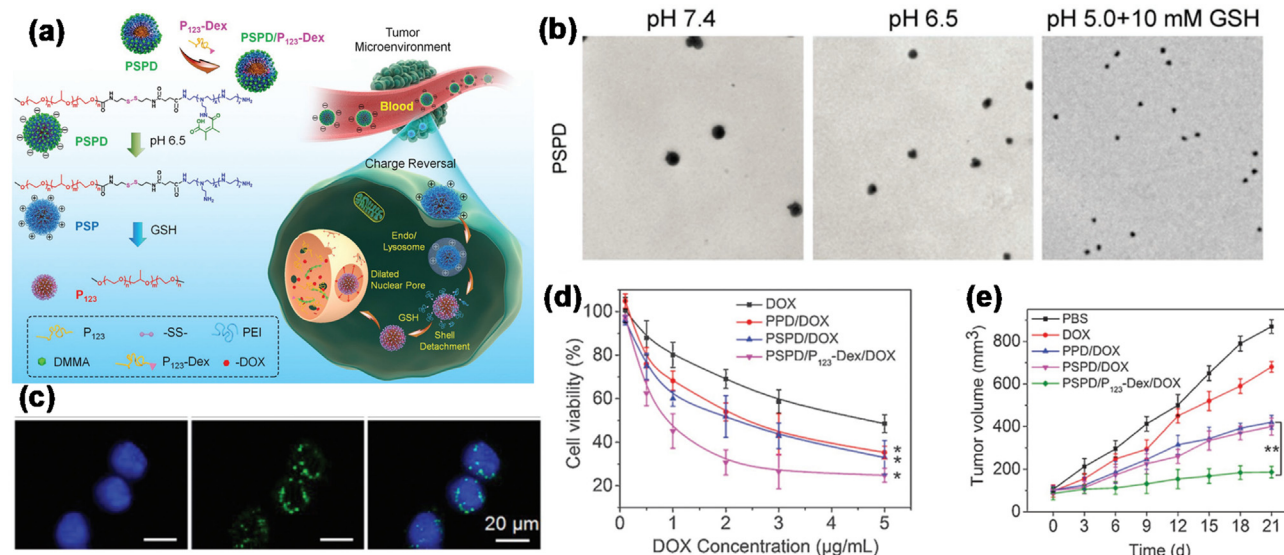 (a)
P₁₂₃-Dex
PSPD/P₁₂₃-Dex
PSPD
Tumor
Microenvironment
Blood
PSPD
pH 6.5
Charge Reversal
PSP
GSH
Endo/
Lysosome
Dilated
Nuclear Pore
GSH
Shell
Detachment
P₁₂₃
P₁₂₃
-SS-
PEI
DMMA
P₁₂₃-Dex
-DOX
(b)
pH 7.4
pH 6.5
pH 5.0+10 mM GSH
PSPD
(c)
20 µm
(d)
DOX
PPD/DOX
PSPD/DOX
PSPD/P₁₂₃-Dex/DOX
Cell viability (%)
100
80
60
40
20
*
*
*
0
1
2
3
4
5
DOX Concentration (µg/mL)
(e)
PBS
DOX
PPD/DOX
PSPD/DOX
PSPD/P₁₂₃-Dex/DOX
Tumor volume (mm³)
800
600
400
200
0
**
0
3
6
9
12
15
18
21
Time (d)